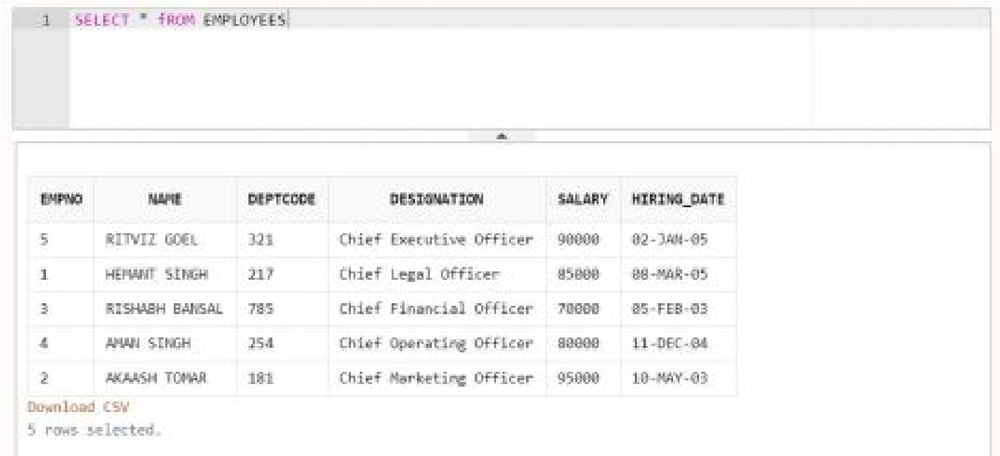 1 SELECT * fROM EMPLOYEES
EMPNO NAME DEPTCODE DESIGNATION SALARY HIRING_DATE
5 RITVIZ GOEL 321 Chief Executive Officer 90000 02-JAN-05
1 HEMANT SINGH 217 Chief Legal Officer 85000 08-MAR-05
3 RISHABH BANSAL 785 Chief Financial Officer 70000 05-FEB-03
4 AMAN SINGH 254 Chief Operating Officer 80000 11-DEC-04
2 AKAASH TOMAR 181 Chief Marketing Officer 95000 10-MAY-03
Download CSV
5 rows selected.